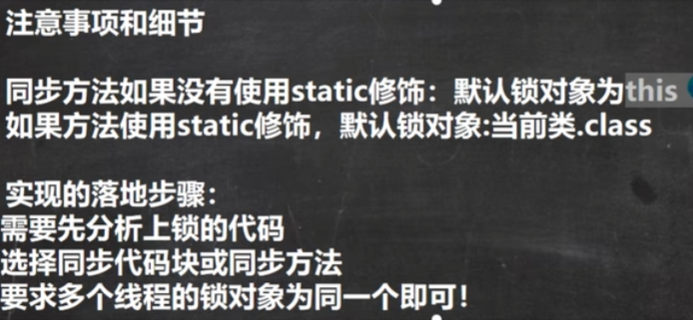 注意事项和细节
同步方法如果没有使用static修饰：默认锁对象为this
如果方法使用static修饰，默认锁对象:当前类.class
实现的落地步骤：
需要先分析上锁的代码
选择同步代码块或同步方法
要求多个线程的锁对象为同一个即可！